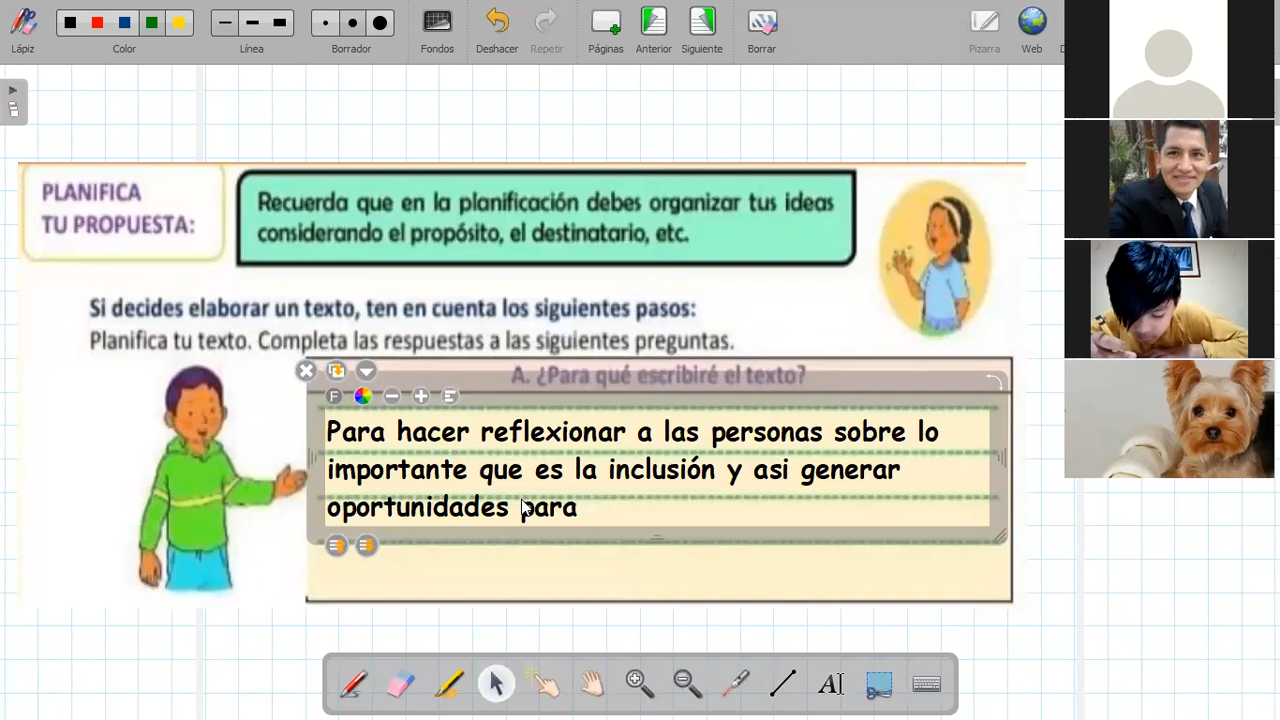 Lápiz
Color
Línea
Borrador
Fondos
Deshacer
Repetir
Páginas
Anterior
Siguiente
Borrar
Pizarra
Web
PLANIFICA
TU PROPUESTA:
Recuerda que en la planificación debes organizar tus ideas
considerando el propósito, el destinatario, etc.
Si decides elaborar un texto, ten en cuenta los siguientes pasos:
Planifica tu texto. Completa las respuestas a las siguientes preguntas.
A. ¿Para qué escribiré el texto?
F
Para hacer reflexionar a las personas sobre lo
importante que es la inclusión y asi generar
oportunidades para
AI